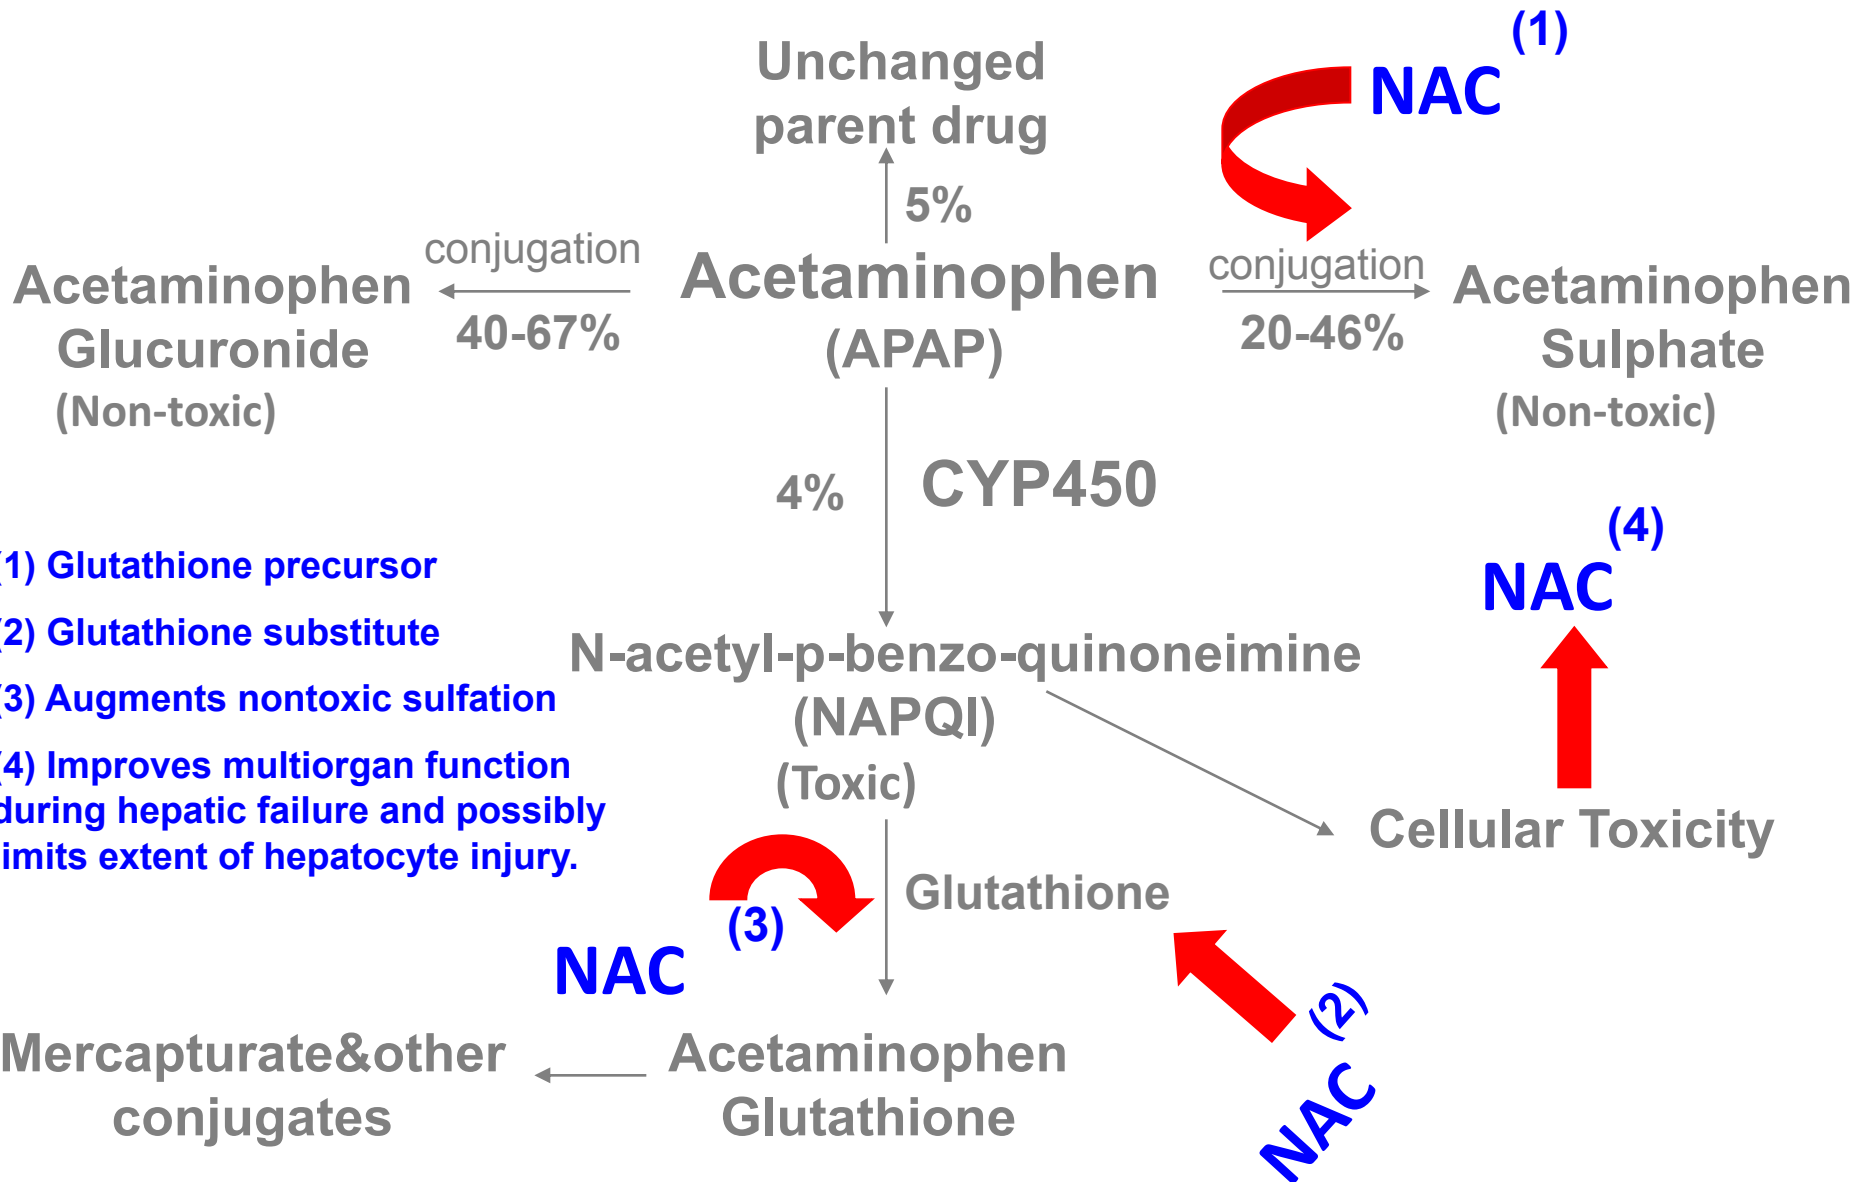 (1)
NAC
Unchanged
parent drug
5%
conjugation
Acetaminophen
Glucuronide
(Non-toxic)
40-67%
Acetaminophen
(APAP)
conjugation
20-46%
Acetaminophen
Sulphate
(Non-toxic)
4%
CYP450
(1) Glutathione precursor
(2) Glutathione substitute
(3) Augments nontoxic sulfation
(4) Improves multiorgan function
during hepatic failure and possibly
limits extent of hepatocyte injury.
(4)
NAC
N-acetyl-p-benzo-quinoneimine
(NAPQI)
(Toxic)
Cellular Toxicity
Glutathione
(3)
NAC
(2)
NAC
Mercapturate&other
conjugates
Acetaminophen
Glutathione